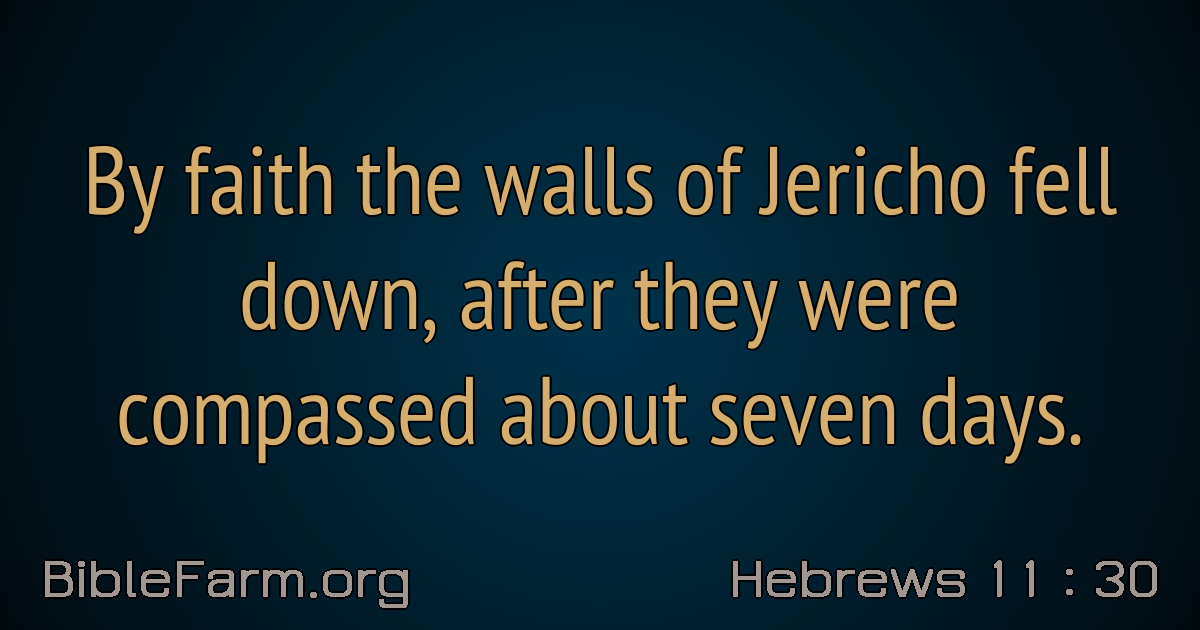 By faith the walls of Jericho fell
down, after they were
compassed about seven days.
BibleFarm.org
Hebrews 11 : 30